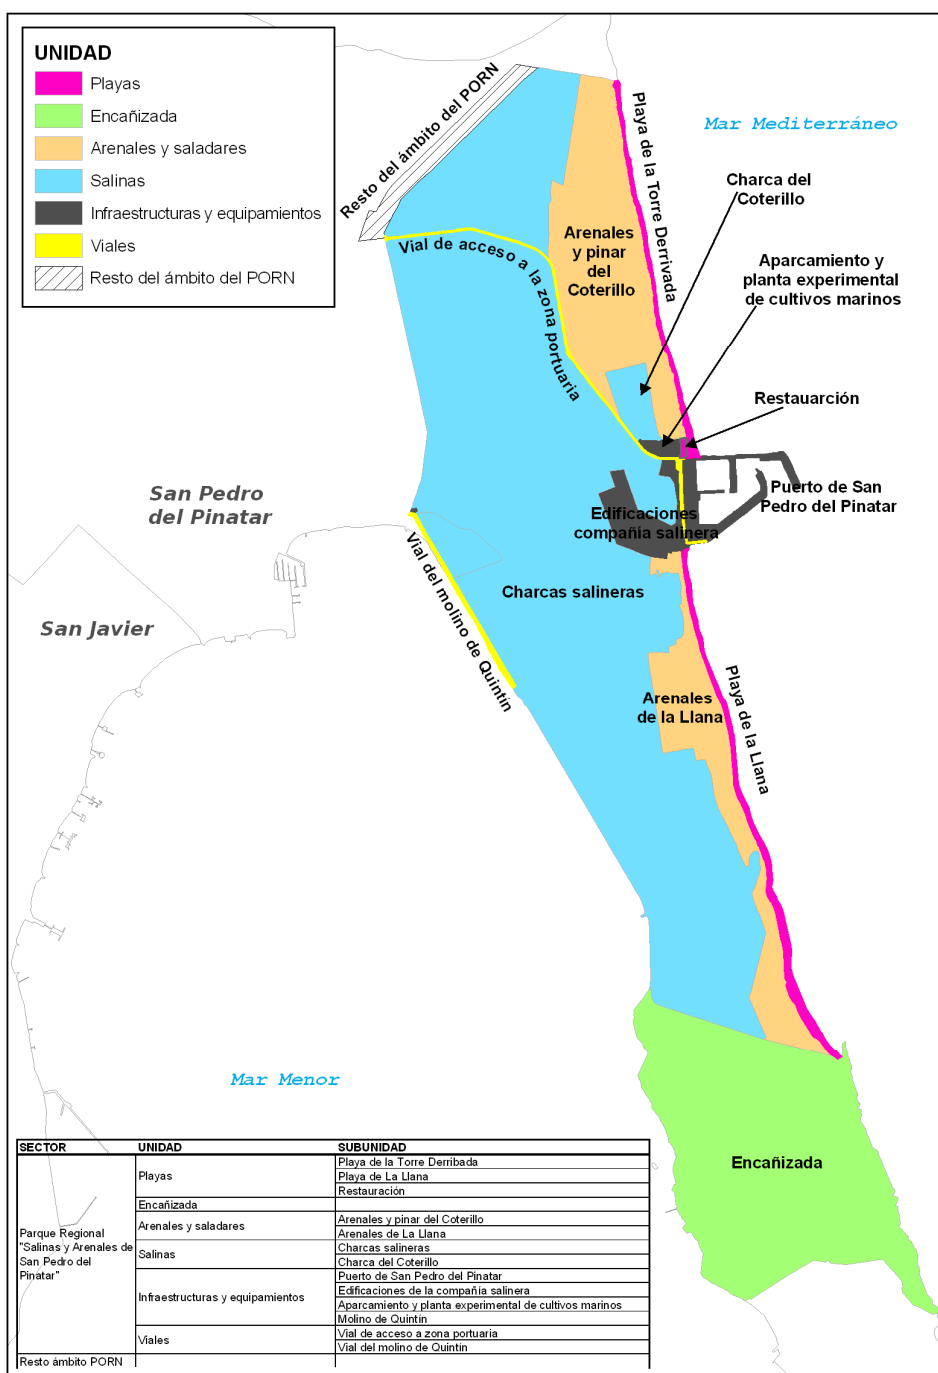 UNIDAD
Playas
Encañizada
Arenales y saladares
Salinas
Infraestructuras y equipamientos
Viales
Resto del ámbito del PORN
Resto del ámbito del PORN
Playa de la Torre Derrivada
Mar Mediterráneo
Charca del
Coterillo
Vial de acceso a la zona portuaria
Arenales
y pinar
del
Coterillo
Aparcamiento y
planta experimental
de cultivos marinos
Restauarción
San Pedro
del Pinatar
Puerto de San
Pedro del Pinatar
Edificaciones
compañía salinera
Vial del molino de Quintín
Charcas salineras
San Javier
Arenales
de la Llana
Playa de la Llana
Mar Menor
Encañizada
SECTOR UNIDAD SUBUNIDAD
Parque Regional
"Salinas y Arenales de
San Pedro del
Pinatar"
Playas
Playa de la Torre Derribada
Playa de La Llana
Restauración
Encañizada
Arenales y saladares
Arenales y pinar del Coterillo
Arenales de La Llana
Salinas
Charcas salineras
Charca del Coterillo
Infraestructuras y equipamientos
Puerto de San Pedro del Pinatar
Edificaciones de la compañía salinera
Aparcamiento y planta experimental de cultivos marinos
Molino de Quintín
Viales
Vial de acceso a zona portuaria
Vial del molino de Quintín
Resto ámbito PORN